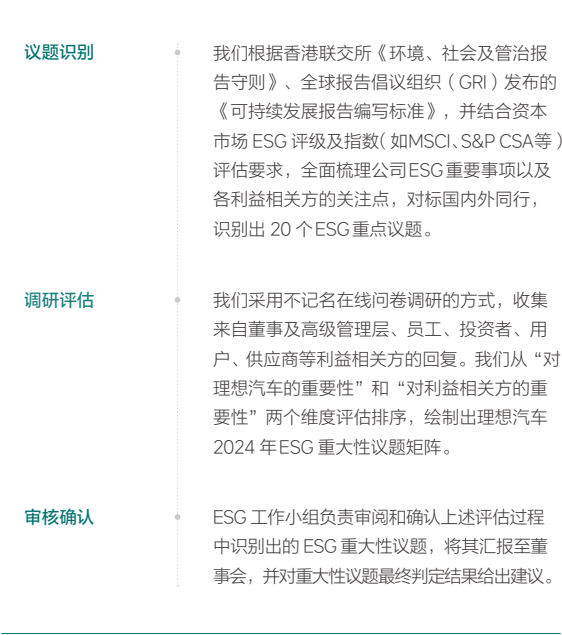 议题识别
我们根据香港联交所《环境、社会及管治报
告守则》、全球报告倡议组织（GRI）发布的
《可持续发展报告编写标准》，并结合资本
市场 ESG 评级及指数（如MSCI、S&P CSA等）
评估要求，全面梳理公司ESG重要事项以及
各利益相关方的关注点，对标国内外同行，
识别出 20 个ESG重点议题。
调研评估
我们采用不记名在线问卷调研的方式，收集
来自董事及高级管理层、员工、投资者、用
户、供应商等利益相关方的回复。我们从“对
理想汽车的重要性”和“对利益相关方的重
要性”两个维度评估排序，绘制出理想汽车
2024 年ESG 重大性议题矩阵。
审核确认
ESG 工作小组负责审阅和确认上述评估过程
中识别出的 ESG 重大性议题，将其汇报至董
事会，并对重大性议题最终判定结果给出建议。